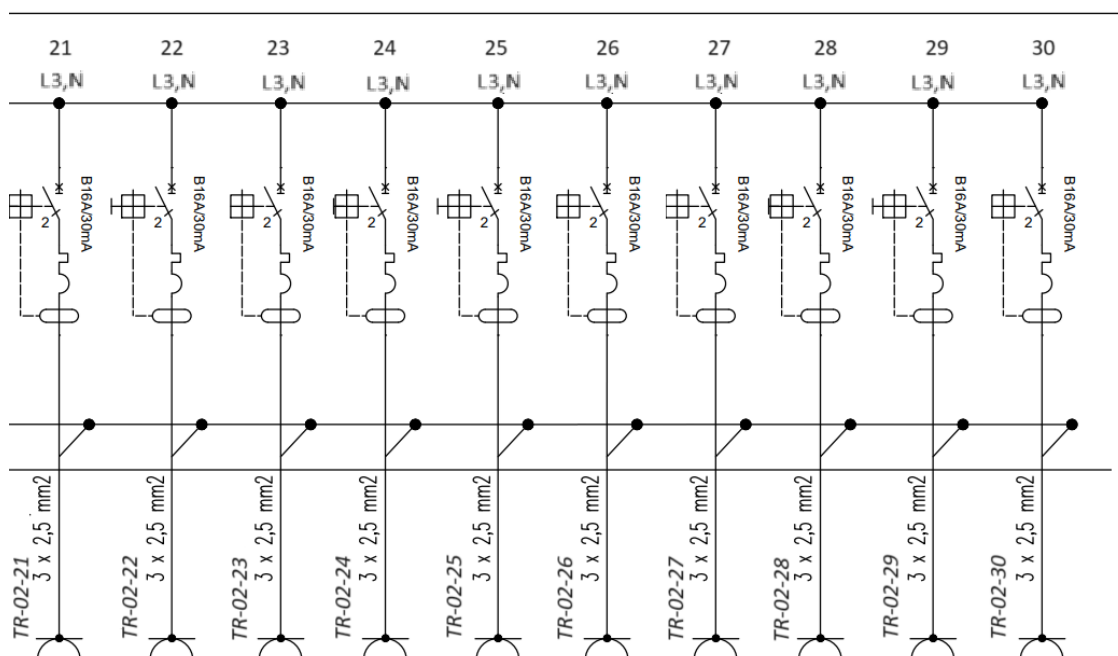 21 22 23 24 25 26 27 28 29 30
L3,N L3,N L3,N L3,N L3,N L3,N L3,N L3,N L3,N L3,N
B16A/30mA B16A/30mA B16A/30mA B16A/30mA B16A/30mA B16A/30mA B16A/30mA B16A/30mA B16A/30mA B16A/30mA
2 2 2 2 2 2 2 2 2 2
TR-02-21
3 x 2,5 mm2
TR-02-22
3 x 2,5 mm2
TR-02-23
3 x 2,5 mm2
TR-02-24
3 x 2,5 mm2
TR-02-25
3 x 2,5 mm2
TR-02-26
3 x 2,5 mm2
TR-02-27
3 x 2,5 mm2
TR-02-28
3 x 2,5 mm2
TR-02-29
3 x 2,5 mm2
TR-02-30
3 x 2,5 mm2